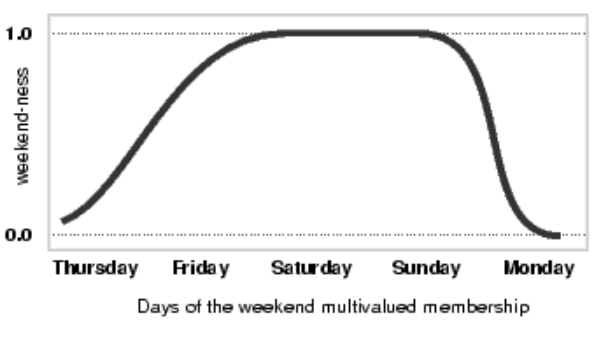 1.0
weekend-ness
0.0
Thursday Friday Saturday Sunday Monday
Days of the weekend multivalued membership